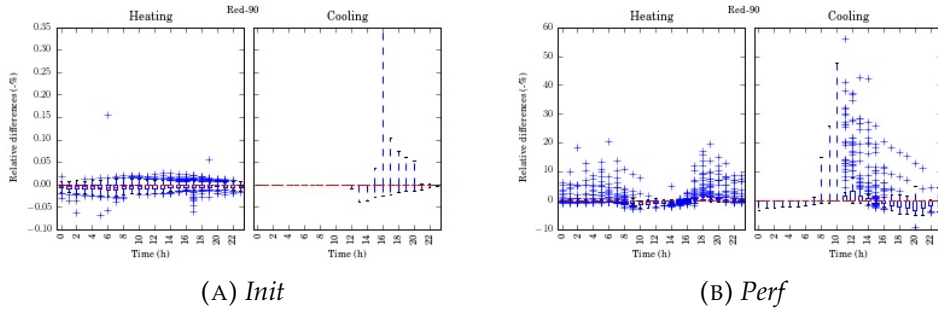 Red-90
Heating
Cooling
Relative differences (-%)
0.35
0.30
0.25
0.20
0.15
0.10
0.05
0.00
−0.05
−0.10
0 2 4 6 8 10 12 14 16 18 20 22
0 2 4 6 8 10 12 14 16 18 20 22
Time (h)
Time (h)
(A) Init
Red-90
Heating
Cooling
Relative differences (-%)
60
50
40
30
20
10
0
−10
0 2 4 6 8 10 12 14 16 18 20 22
0 2 4 6 8 10 12 14 16 18 20 22
Time (h)
Time (h)
(B) Perf